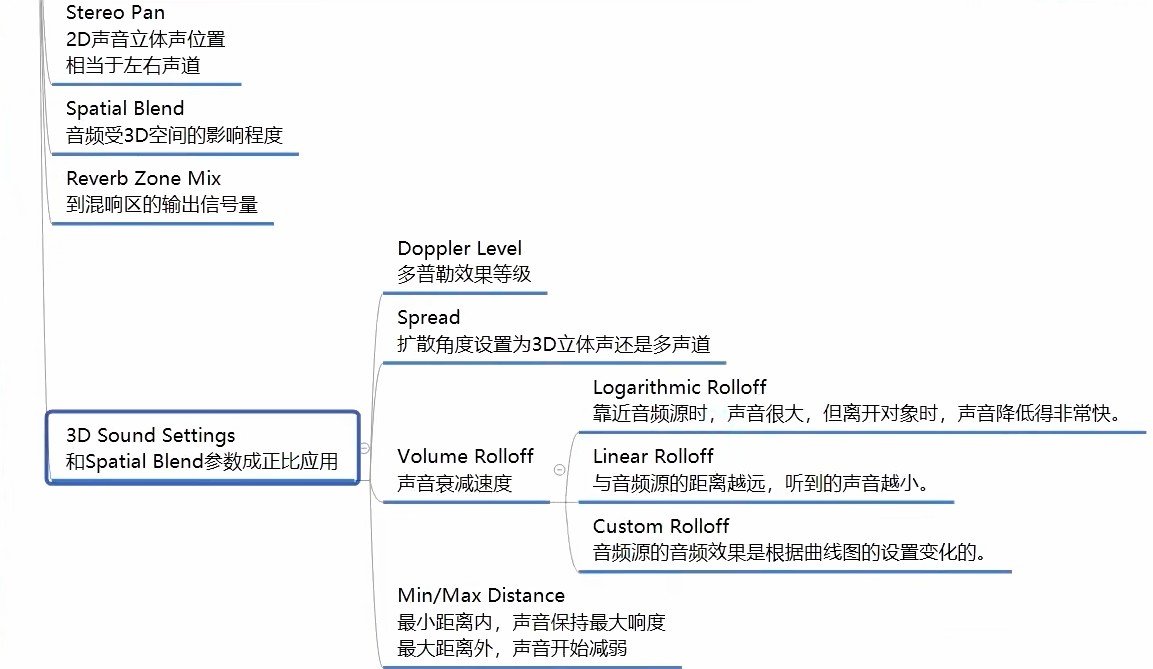 Stereo Pan
2D声音立体声位置
相当于左右声道
Spatial Blend
音频受3D空间的影响程度
Reverb Zone Mix
到混响区的输出信号量
3D Sound Settings
和Spatial Blend参数成正比应用
Doppler Level
多普勒效果等级
Spread
扩散角度设置为3D立体声还是多声道
Volume Rolloff
声音衰减速度
Logarithmic Rolloff
靠近音频源时，声音很大，但离开对象时，声音降低得非常快。
Linear Rolloff
与音频源的距离越远，听到的声音越小。
Custom Rolloff
音频源的音频效果是根据曲线图的设置变化的。
Min/Max Distance
最小距离内，声音保持最大响度
最大距离外，声音开始减弱